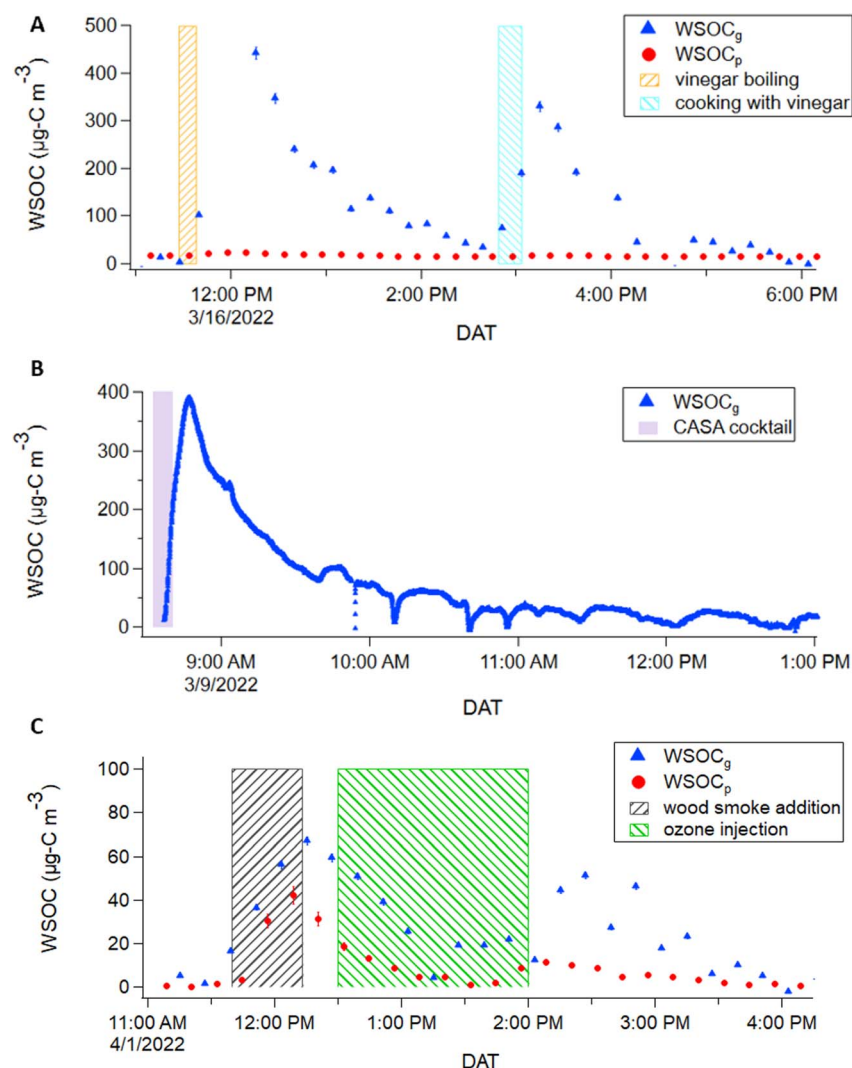 A
WSOC (µg-C m⁻³)
500
400
300
200
100
0
WSOCg
WSOCp
vinegar boiling
cooking with vinegar
12:00 PM
2:00 PM
4:00 PM
6:00 PM
3/16/2022
DAT
B
WSOC (µg-C m⁻³)
400
300
200
100
0
WSOCg
CASA cocktail
9:00 AM
10:00 AM
11:00 AM
12:00 PM
1:00 PM
3/9/2022
DAT
C
WSOC (µg-C m⁻³)
100
80
60
40
20
0
WSOCg
WSOCp
wood smoke addition
ozone injection
11:00 AM
12:00 PM
1:00 PM
2:00 PM
3:00 PM
4:00 PM
4/1/2022
DAT